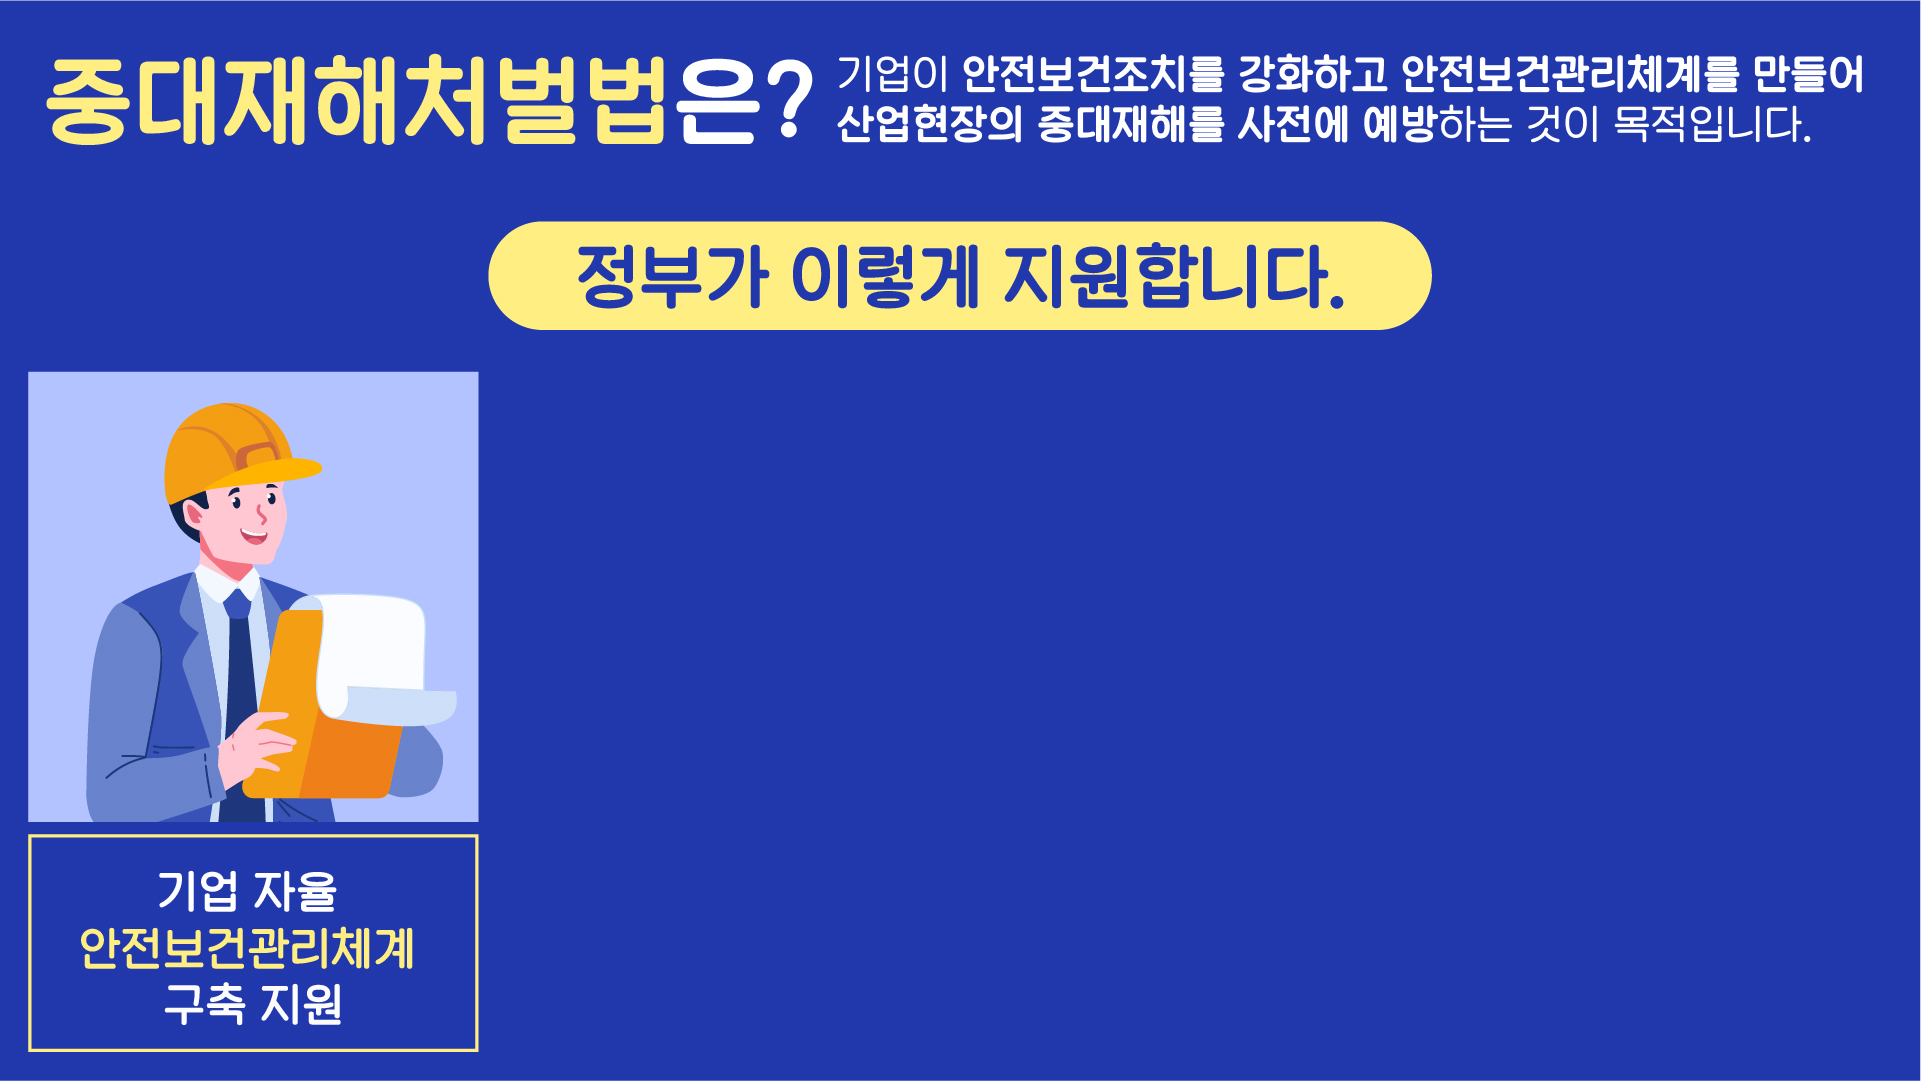 중대재해처벌법은?
기업이 안전보건조치를 강화하고 안전보건관리체계를 만들어
산업현장의 중대재해를 사전에 예방하는 것이 목적입니다.
정부가 이렇게 지원합니다.
기업 자율
안전보건관리체계
구축 지원